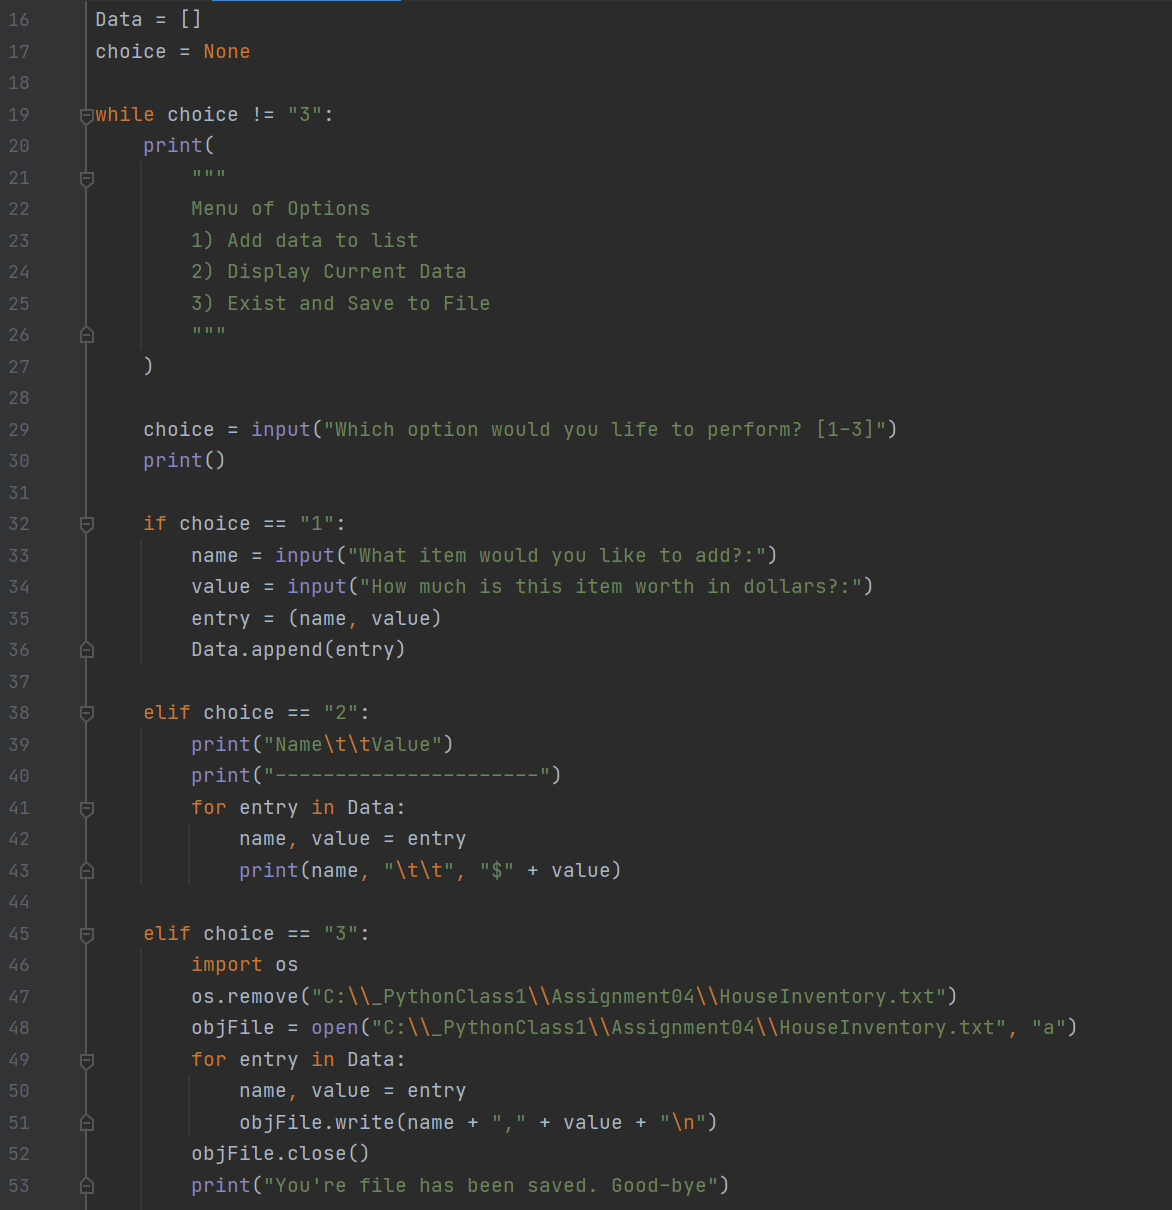 16 Data = []
17 choice = None
18
19 while choice != "3":
20     print(
21         """
22         Menu of Options
23         1) Add data to list
24         2) Display Current Data
25         3) Exist and Save to File
26         """
27     )
28
29     choice = input("Which option would you life to perform? [1-3]")
30     print()
31
32     if choice == "1":
33         name = input("What item would you like to add?:")
34         value = input("How much is this item worth in dollars?:")
35         entry = (name, value)
36         Data.append(entry)
37
38     elif choice == "2":
39         print("Name\t\tValue")
40         print("----------------------")
41         for entry in Data:
42             name, value = entry
43             print(name, "\t\t", "$" + value)
44
45     elif choice == "3":
46         import os
47         os.remove("C:\\_PythonClass1\\Assignment04\\HouseInventory.txt")
48         objFile = open("C:\\_PythonClass1\\Assignment04\\HouseInventory.txt", "a")
49         for entry in Data:
50             name, value = entry
51             objFile.write(name + "," + value + "\n")
52         objFile.close()
53         print("You're file has been saved. Good-bye")